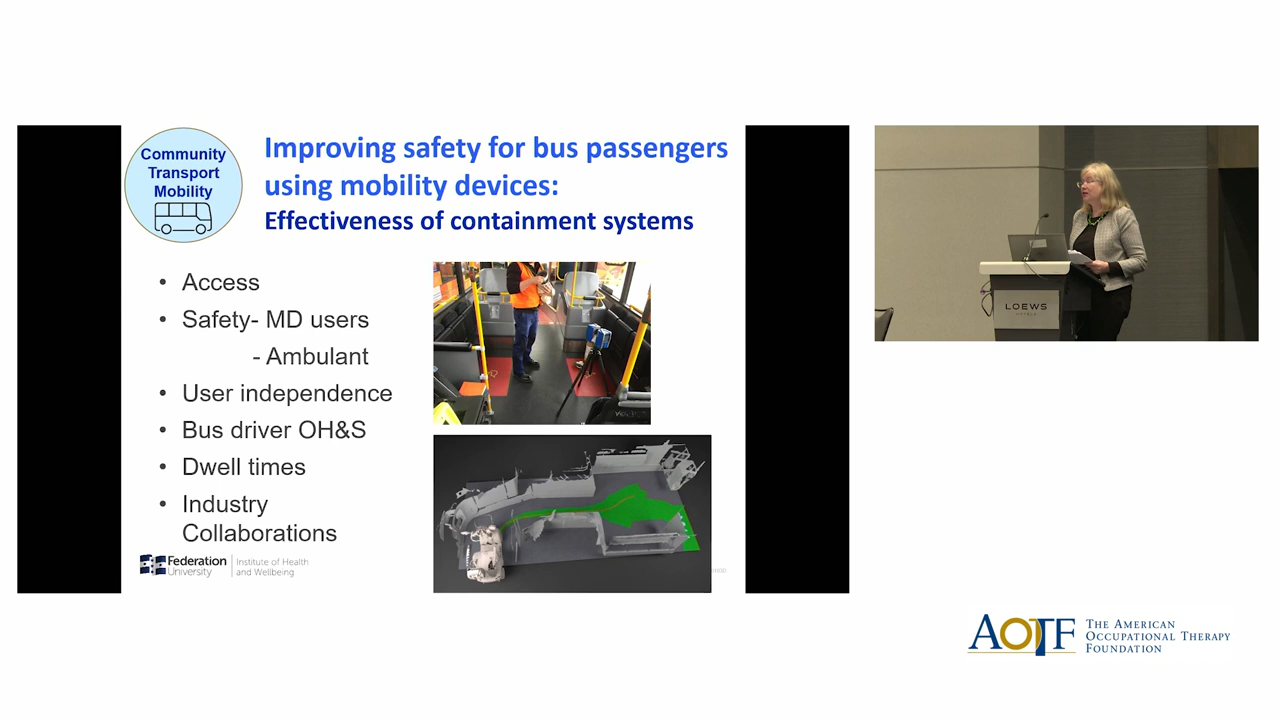 Community
Transport
Mobility
Improving safety for bus passengers
using mobility devices:
Effectiveness of containment systems
• Access
• Safety- MD users
- Ambulant
• User independence
• Bus driver OH&S
• Dwell times
• Industry
Collaborations
Federation
University
Institute of Health
and Wellbeing
LOEWS
HOTELS
AOTF
THE AMERICAN
OCCUPATIONAL THERAPY
FOUNDATION